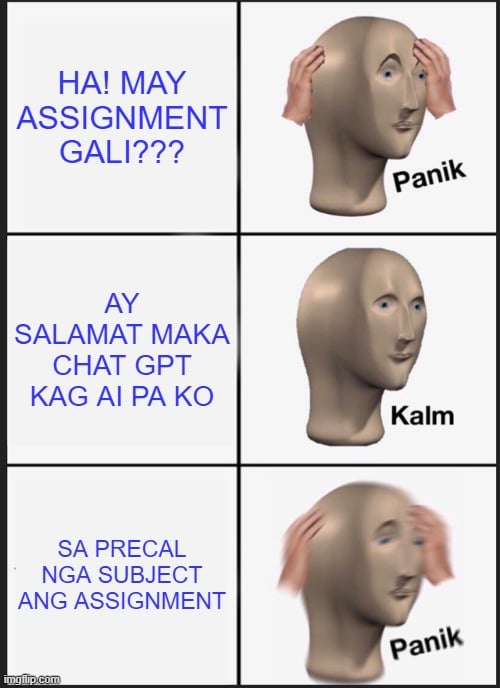 HA! MAY
ASSIGNMENT
GALI???
Panik
AY
SALAMAT MAKA
CHAT GPT
KAG AI PA KO
Kalm
SA PRECAL
NGA SUBJECT
ANG ASSIGNMENT
Panik
imgflip.com